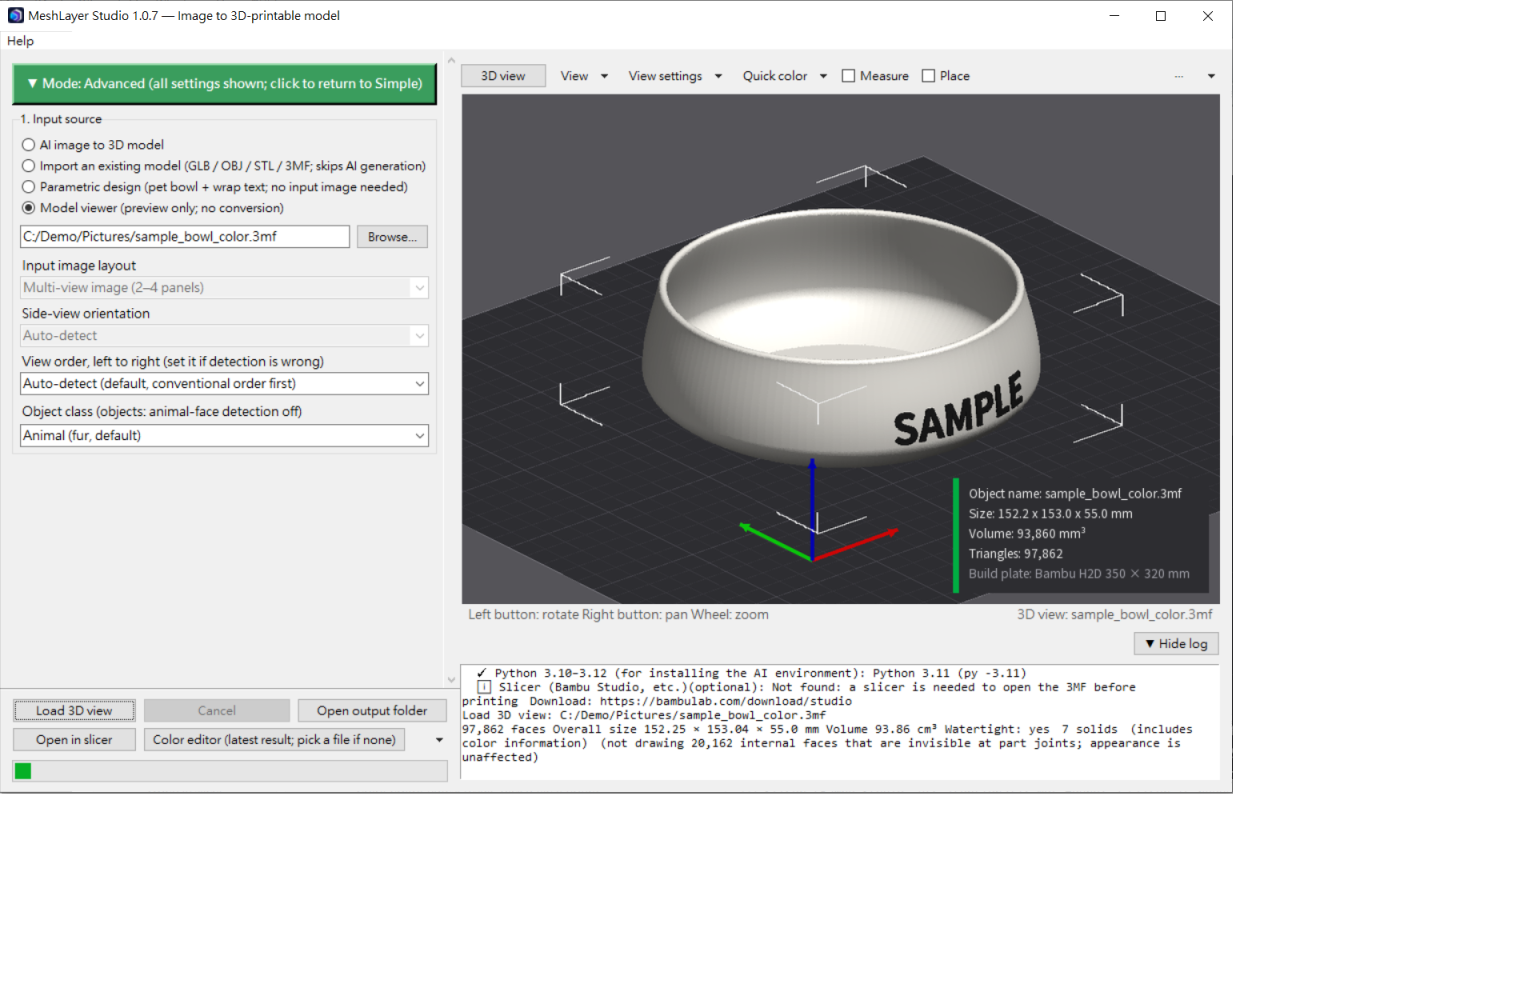 MeshLayer Studio 1.0.7 — Image to 3D-printable model
Help
▼ Mode: Advanced (all settings shown; click to return to Simple)
1. Input source
AI image to 3D model
Import an existing model (GLB / OBJ / STL / 3MF; skips AI generation)
Parametric design (pet bowl + wrap text; no input image needed)
Model viewer (preview only; no conversion)
C:/Demo/Pictures/sample_bowl_color.3mf
Browse...
Input image layout
Multi-view image (2–4 panels)
Side-view orientation
Auto-detect
View order, left to right (set it if detection is wrong)
Auto-detect (default, conventional order first)
Object class (objects: animal-face detection off)
Animal (fur, default)
Load 3D view
Cancel
Open output folder
Open in slicer
Color editor (latest result; pick a file if none)
3D view
View
View settings
Quick color
Measure
Place
...
SAMPLE
Object name: sample_bowl_color.3mf
Size: 152.2 x 153.0 x 55.0 mm
Volume: 93,860 mm³
Triangles: 97,862
Build plate: Bambu H2D 350 × 320 mm
Left button: rotate Right button: pan Wheel: zoom
3D view: sample_bowl_color.3mf
▼ Hide log
✓ Python 3.10–3.12 (for installing the AI environment): Python 3.11 (py -3.11)
i Slicer (Bambu Studio, etc.)(optional): Not found: a slicer is needed to open the 3MF before
printing Download: https://bambulab.com/download/studio
Load 3D view: C:/Demo/Pictures/sample_bowl_color.3mf
97,862 faces Overall size 152.25 × 153.04 × 55.0 mm Volume 93.86 cm³ Watertight: yes 7 solids (includes
color information) (not drawing 20,162 internal faces that are invisible at part joints; appearance is
unaffected)